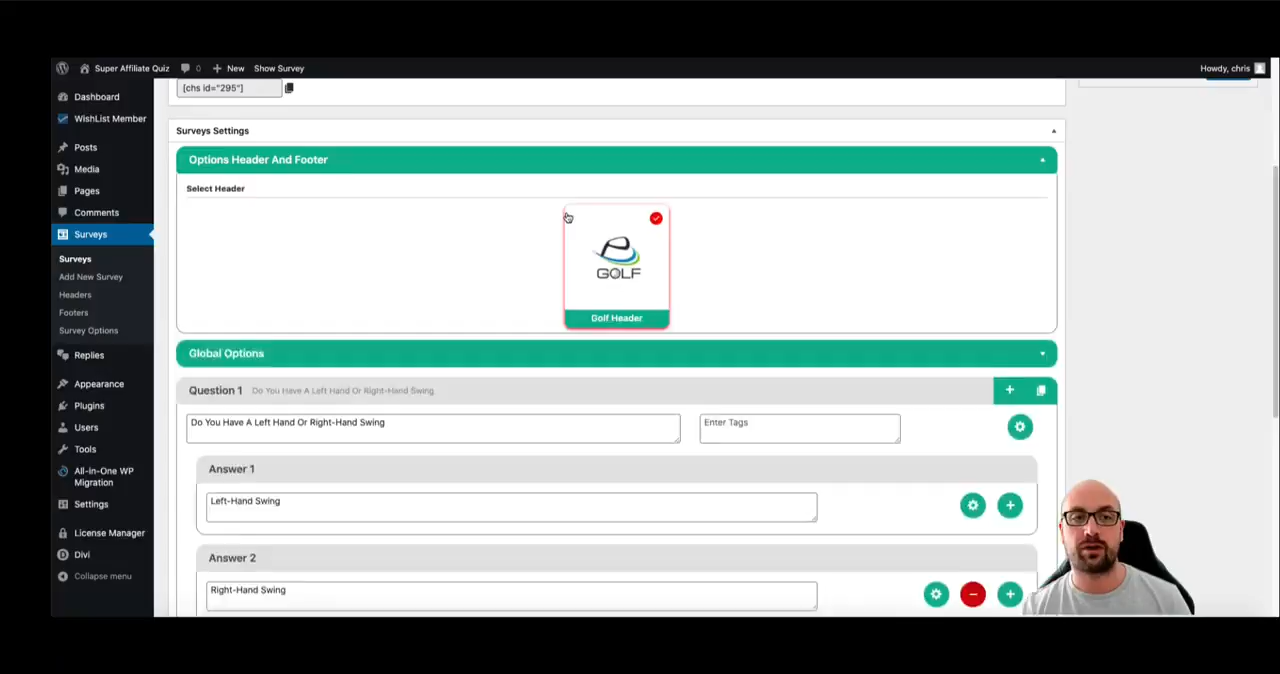 Super Affiliate Quiz 0 New Show Survey Howdy, chris
[chs id="295"]
Dashboard
WishList Member
Posts
Media
Pages
Comments
Surveys
Surveys
Add New Survey
Headers
Footers
Survey Options
Replies
Appearance
Plugins
Users
Tools
All-in-One WP
Migration
Settings
License Manager
Divi
Collapse menu
Surveys Settings
Options Header And Footer
Select Header
GOLF
Golf Header
Global Options
Question 1 Do You Have A Left Hand Or Right-Hand Swing
Do You Have A Left Hand Or Right-Hand Swing
Enter Tags
Answer 1
Left-Hand Swing
Answer 2
Right-Hand Swing